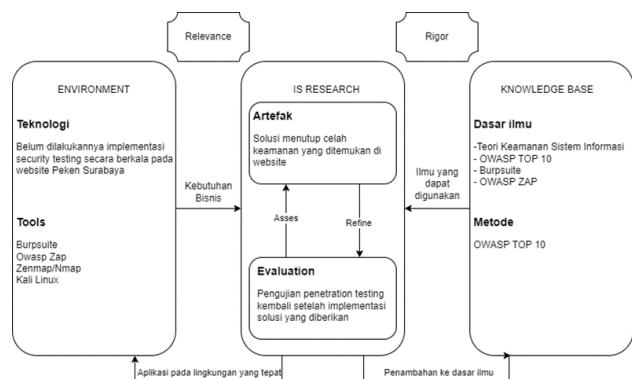 Relevance
Rigor
ENVIRONMENT
Teknologi
Belum dilakukannya implementasi
security testing secara berkala pada
website Peken Surabaya
Tools
Burpsuite
Owasp Zap
Zenmap/Nmap
Kali Linux
Kebutuhan
Bisnis
IS RESEARCH
Artefak
Solusi menutup celah
keamanan yang ditemukan di
website
Asses
Refine
Evaluation
Pengujian penetration testing
kembali setelah implementasi
solusi yang diberikan
Ilmu yang
dapat
digunakan
KNOWLEDGE BASE
Dasar ilmu
-Teori Keamanan Sistem Informasi
- OWASP TOP 10
- Burpsuite
- OWASP ZAP
Metode
OWASP TOP 10
Aplikasi pada lingkungan yang tepat
Penambahan ke dasar ilmu